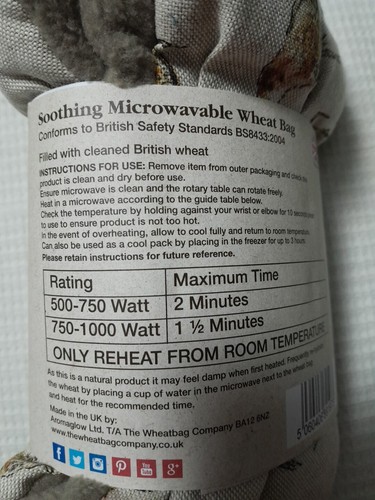 Soothing Microwavable Wheat Bag
Conforms to British Safety Standards BS8433:2004
Filled with cleaned British wheat
INSTRUCTIONS FOR USE: Remove item from outer packaging and check the
product is clean and dry before use.
Ensure microwave is clean and the rotary table can rotate freely.
Heat in a microwave according to the guide table below.
Check the temperature by holding against your wrist or elbow for 10 seconds
to use to ensure product is not too hot.
In the event of overheating, allow to cool fully and return to room temperature.
Can also be used as a cool pack by placing in the freezer for up to 3 hours.
Please retain instructions for future reference.
Rating Maximum Time
500-750 Watt 2 Minutes
750-1000 Watt 1 ½ Minutes
ONLY REHEAT FROM ROOM TEMPERATURE
As this is a natural product it may feel damp when first heated. Frequently
the wheat by placing a cup of water in the microwave next to the wheat bag
and heat for the recommended time.
Made in the UK by:
Aromaglow Ltd. T/A The Wheatbag Company BA12 8NZ
www.thewheatbagcompany.co.uk
You Tube g+